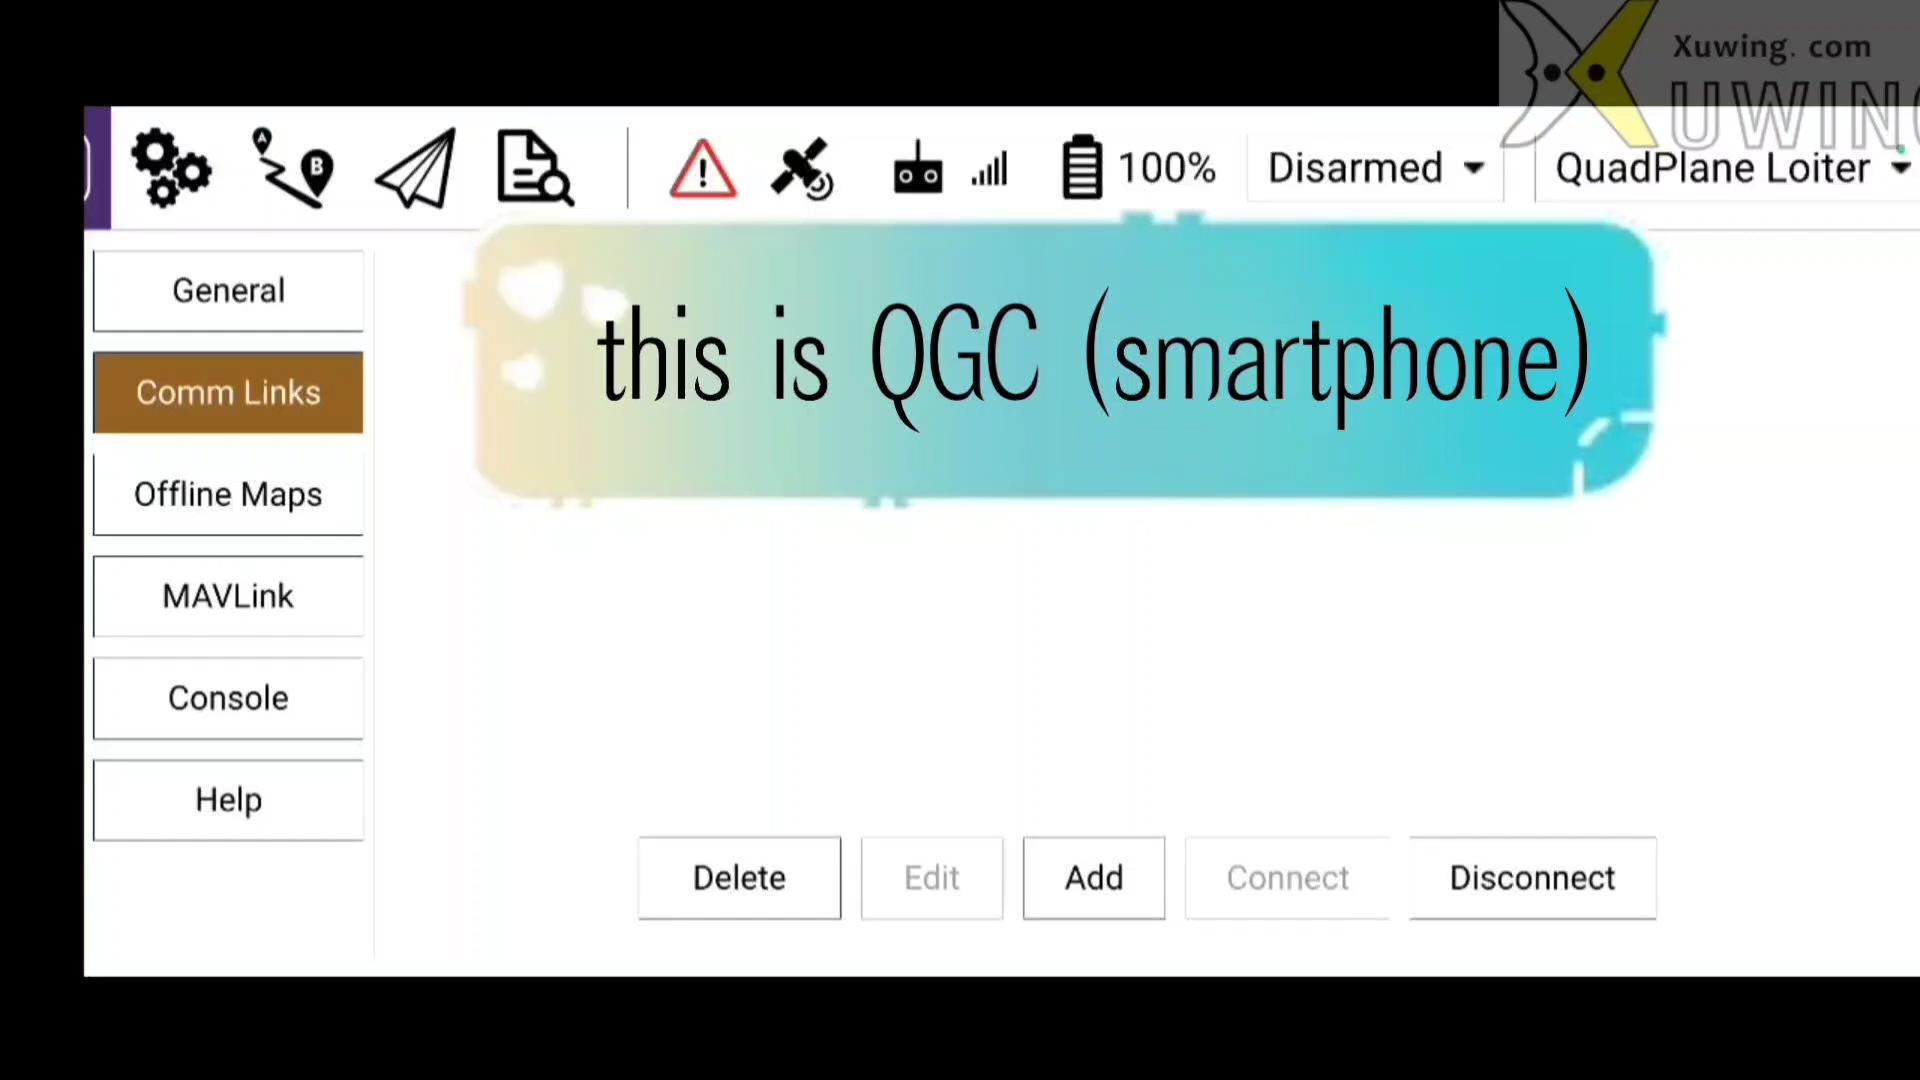 Xuwing. com
XUWING
A
B
100%
Disarmed
QuadPlane Loiter
General
this is QGC (smartphone)
Comm Links
Offline Maps
MAVLink
Console
Help
Delete
Edit
Add
Connect
Disconnect